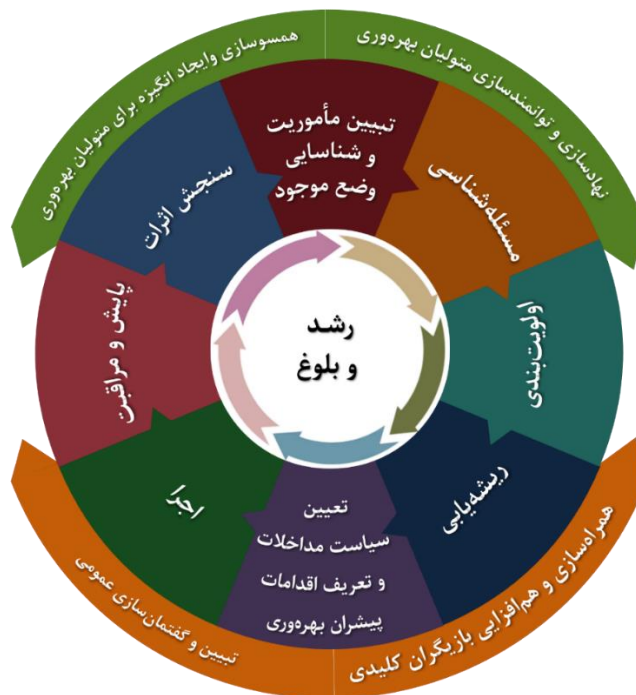 همسوسازی وایجاد انگیزه برای متولیان بهره‌وری
نهادسازی و توانمندسازی متولیان بهره‌وری
تبیین مأموریت
و شناسایی
وضع موجود
مسئله‌شناسی
اولویت‌بندی
ریشه‌یابی
تعیین
سیاست مداخلات
و تعریف اقدامات
پیشران بهره‌وری
اجرا
پایش و مراقبت
سنجش اثرات
رشد
و بلوغ
همراه‌سازی و هم‌افزایی بازیگران کلیدی
تبیین و گفتمان‌سازی عمومی